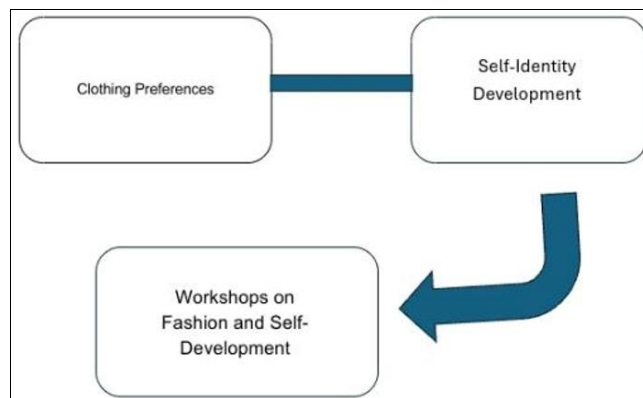 Clothing Preferences
Self-Identity
Development
Workshops on
Fashion and Self-
Development